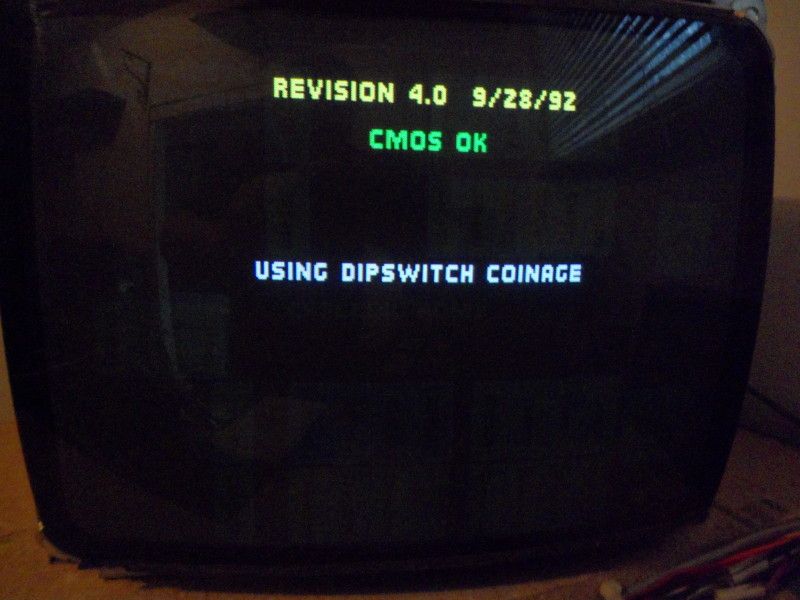 REVISION 4.0 9/28/92
CMOS OK
USING DIPSWITCH COINAGE